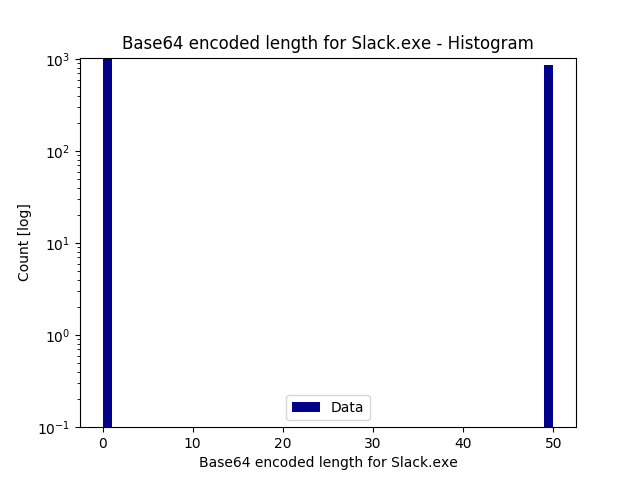 Base64 encoded length for Slack.exe - Histogram
10³
10²
10¹
10⁰
10⁻¹
Count [log]
Data
0 10 20 30 40 50
Base64 encoded length for Slack.exe